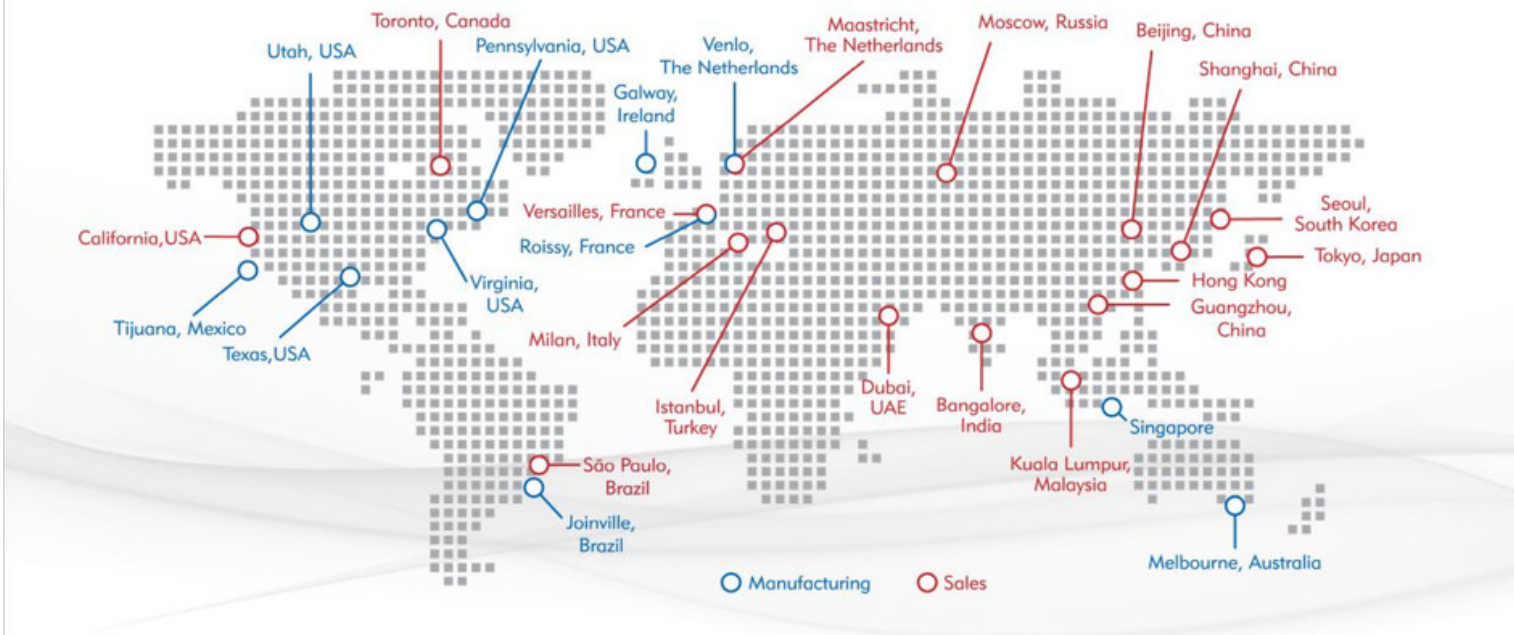 Toronto, Canada
Utah, USA
Pennsylvania, USA
Venlo,
The Netherlands
Maastricht,
The Netherlands
Moscow, Russia
Beijing, China
Shanghai, China
Galway,
Ireland
Versailles, France
Roissy, France
Seoul,
South Korea
California,USA
Tokyo, Japan
Virginia,
USA
Hong Kong
Guangzhou,
China
Tijuana, Mexico
Texas,USA
Milan, Italy
Istanbul,
Turkey
Dubai,
UAE
Bangalore,
India
Singapore
São Paulo,
Brazil
Kuala Lumpur,
Malaysia
Joinville,
Brazil
Melbourne, Australia
Manufacturing
Sales